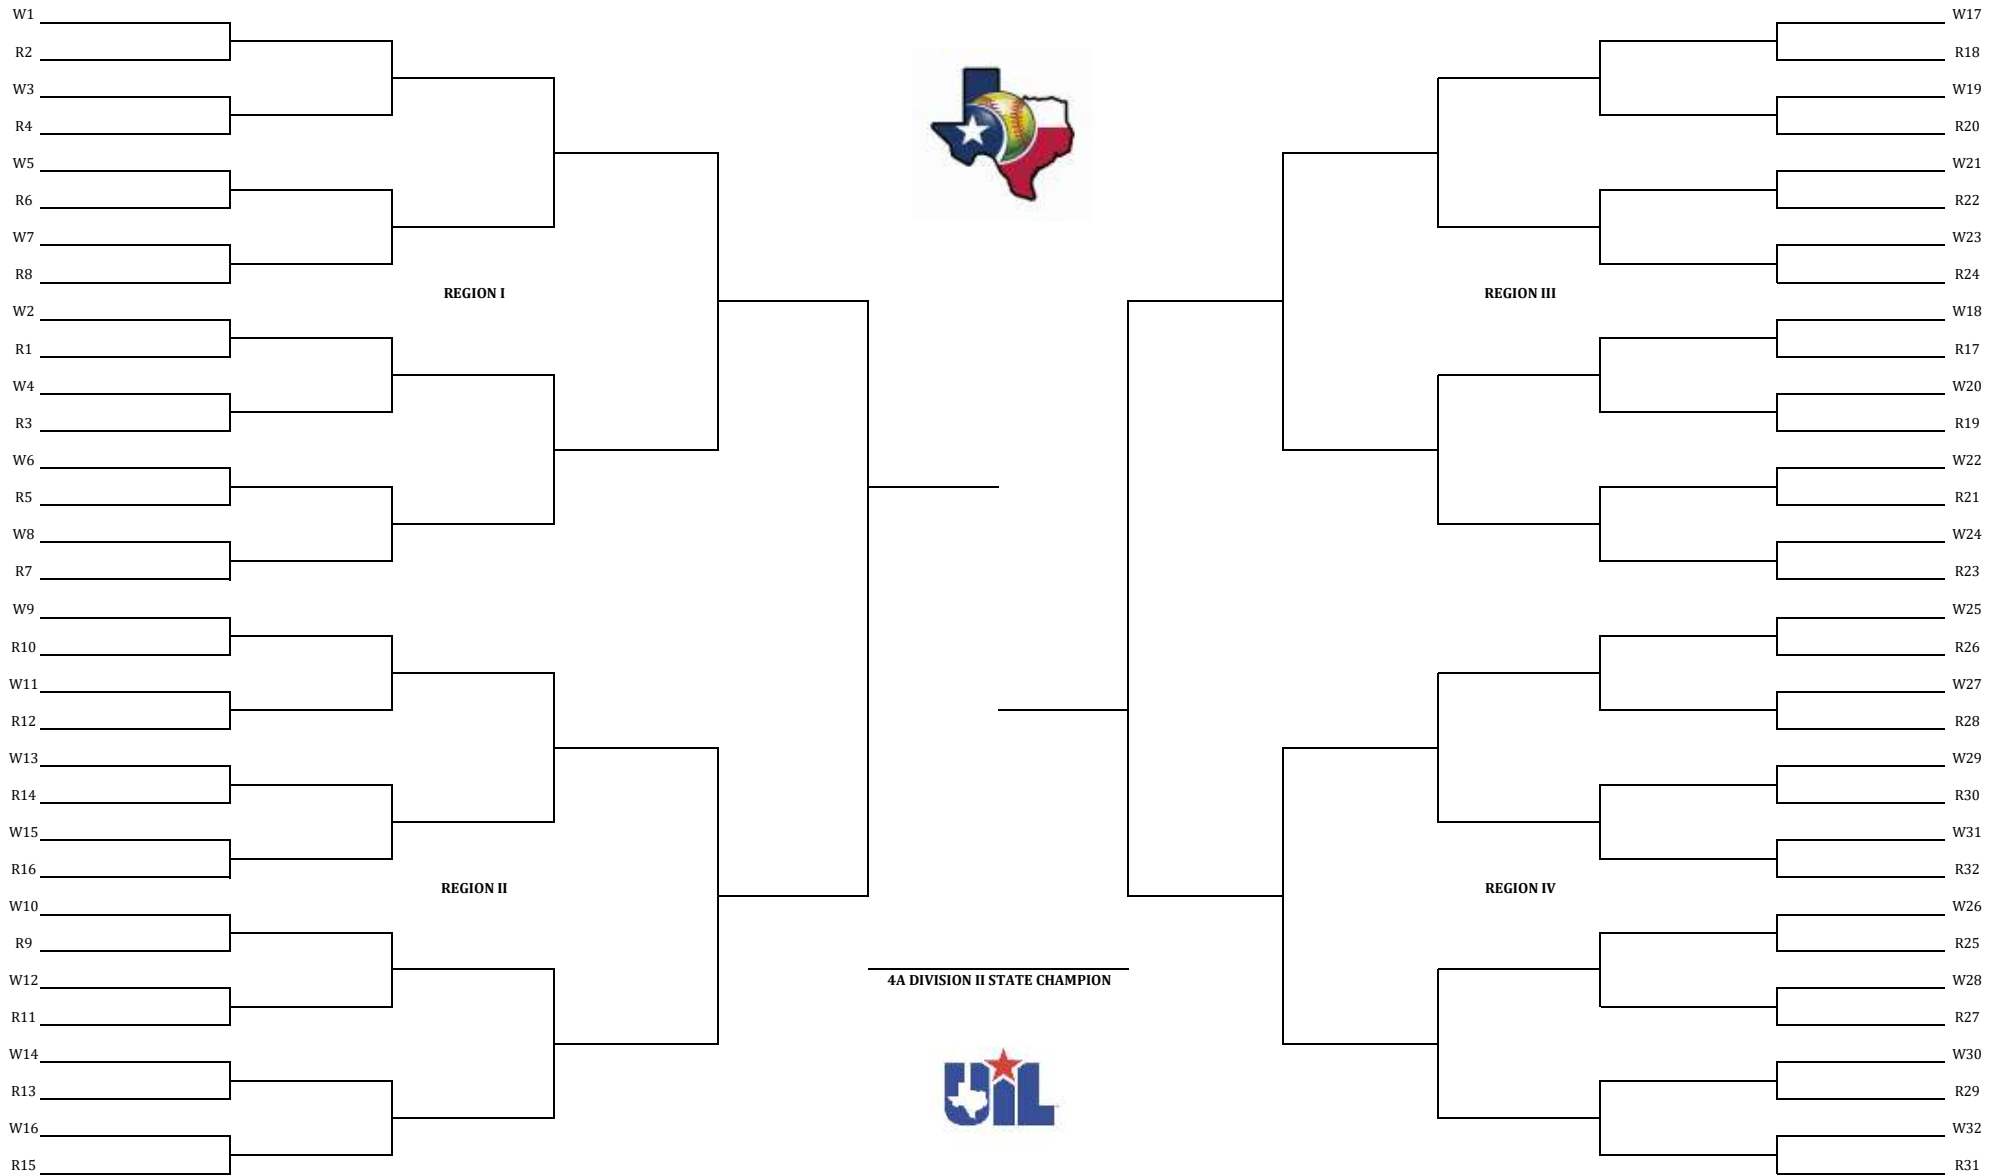 W1
R2
W3
R4
W5
R6
W7
R8
REGION I
W2
R1
W4
R3
W6
R5
W8
R7
W9
R10
W11
R12
W13
R14
W15
R16
REGION II
W10
R9
W12
R11
W14
R13
W16
R15
4A DIVISION II STATE CHAMPION
UIL
W17
R18
W19
R20
W21
R22
W23
R24
REGION III
W18
R17
W20
R19
W22
R21
W24
R23
W25
R26
W27
R28
W29
R30
W31
R32
REGION IV
W26
R25
W28
R27
W30
R29
W32
R31